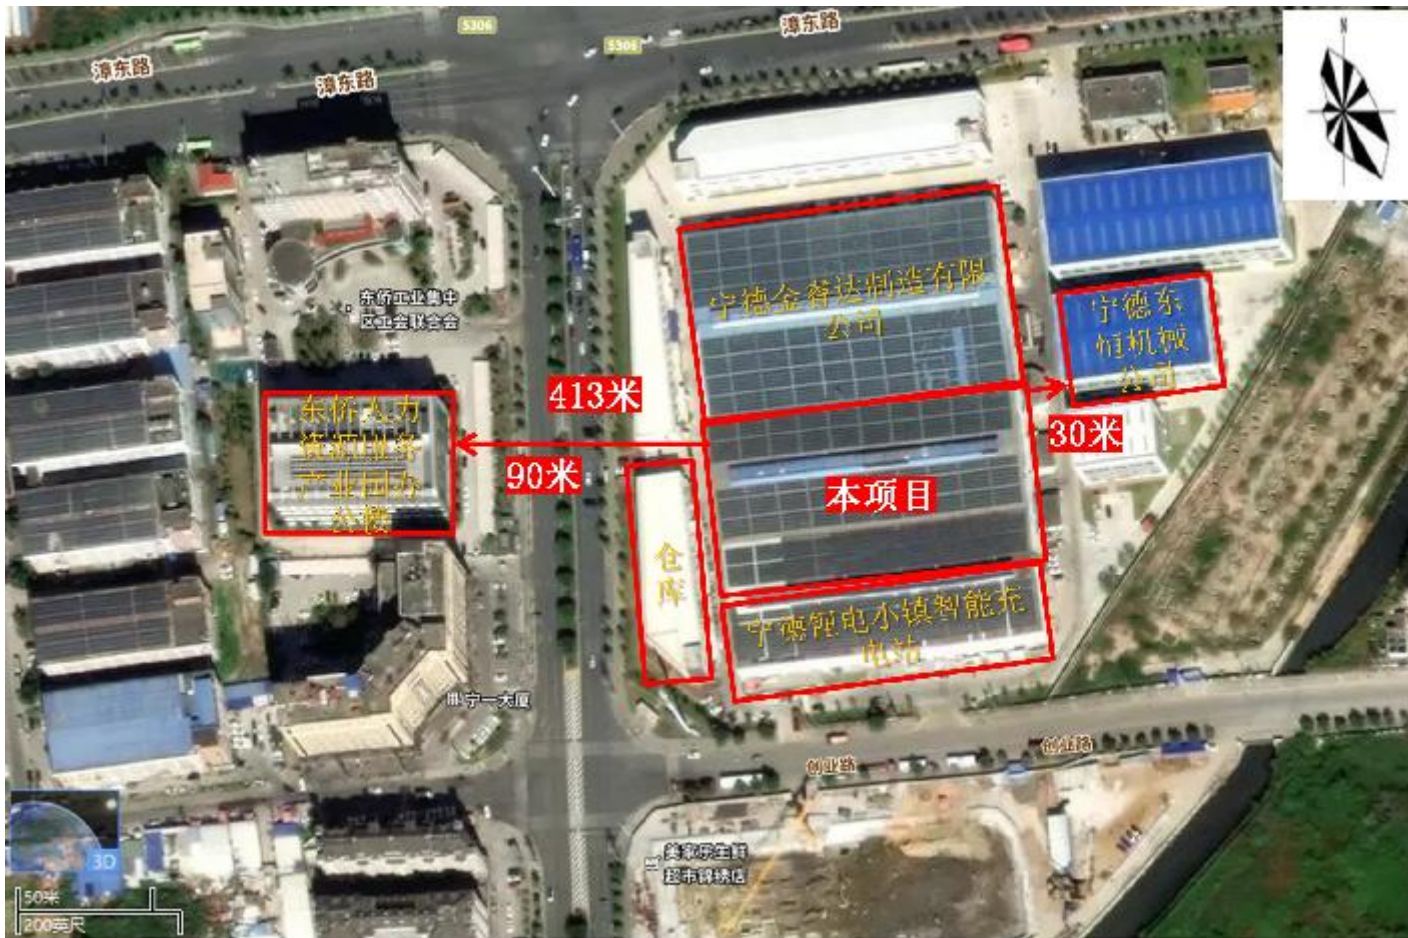 S306
S306
漳东路
漳东路
漳东路
N
宁德金睿达制造有限
公司
宁德东
恒机械
公司
东侨工业集中
区工会联合会
413米
30米
90米
东侨人力
资源服务
产业园办
公楼
本项目
仓
库
宁德锂电小镇智能充
电站
宁一大厦
创业路
创业路
美家乐生鲜
超市锦绣店
3D
50米
200英尺